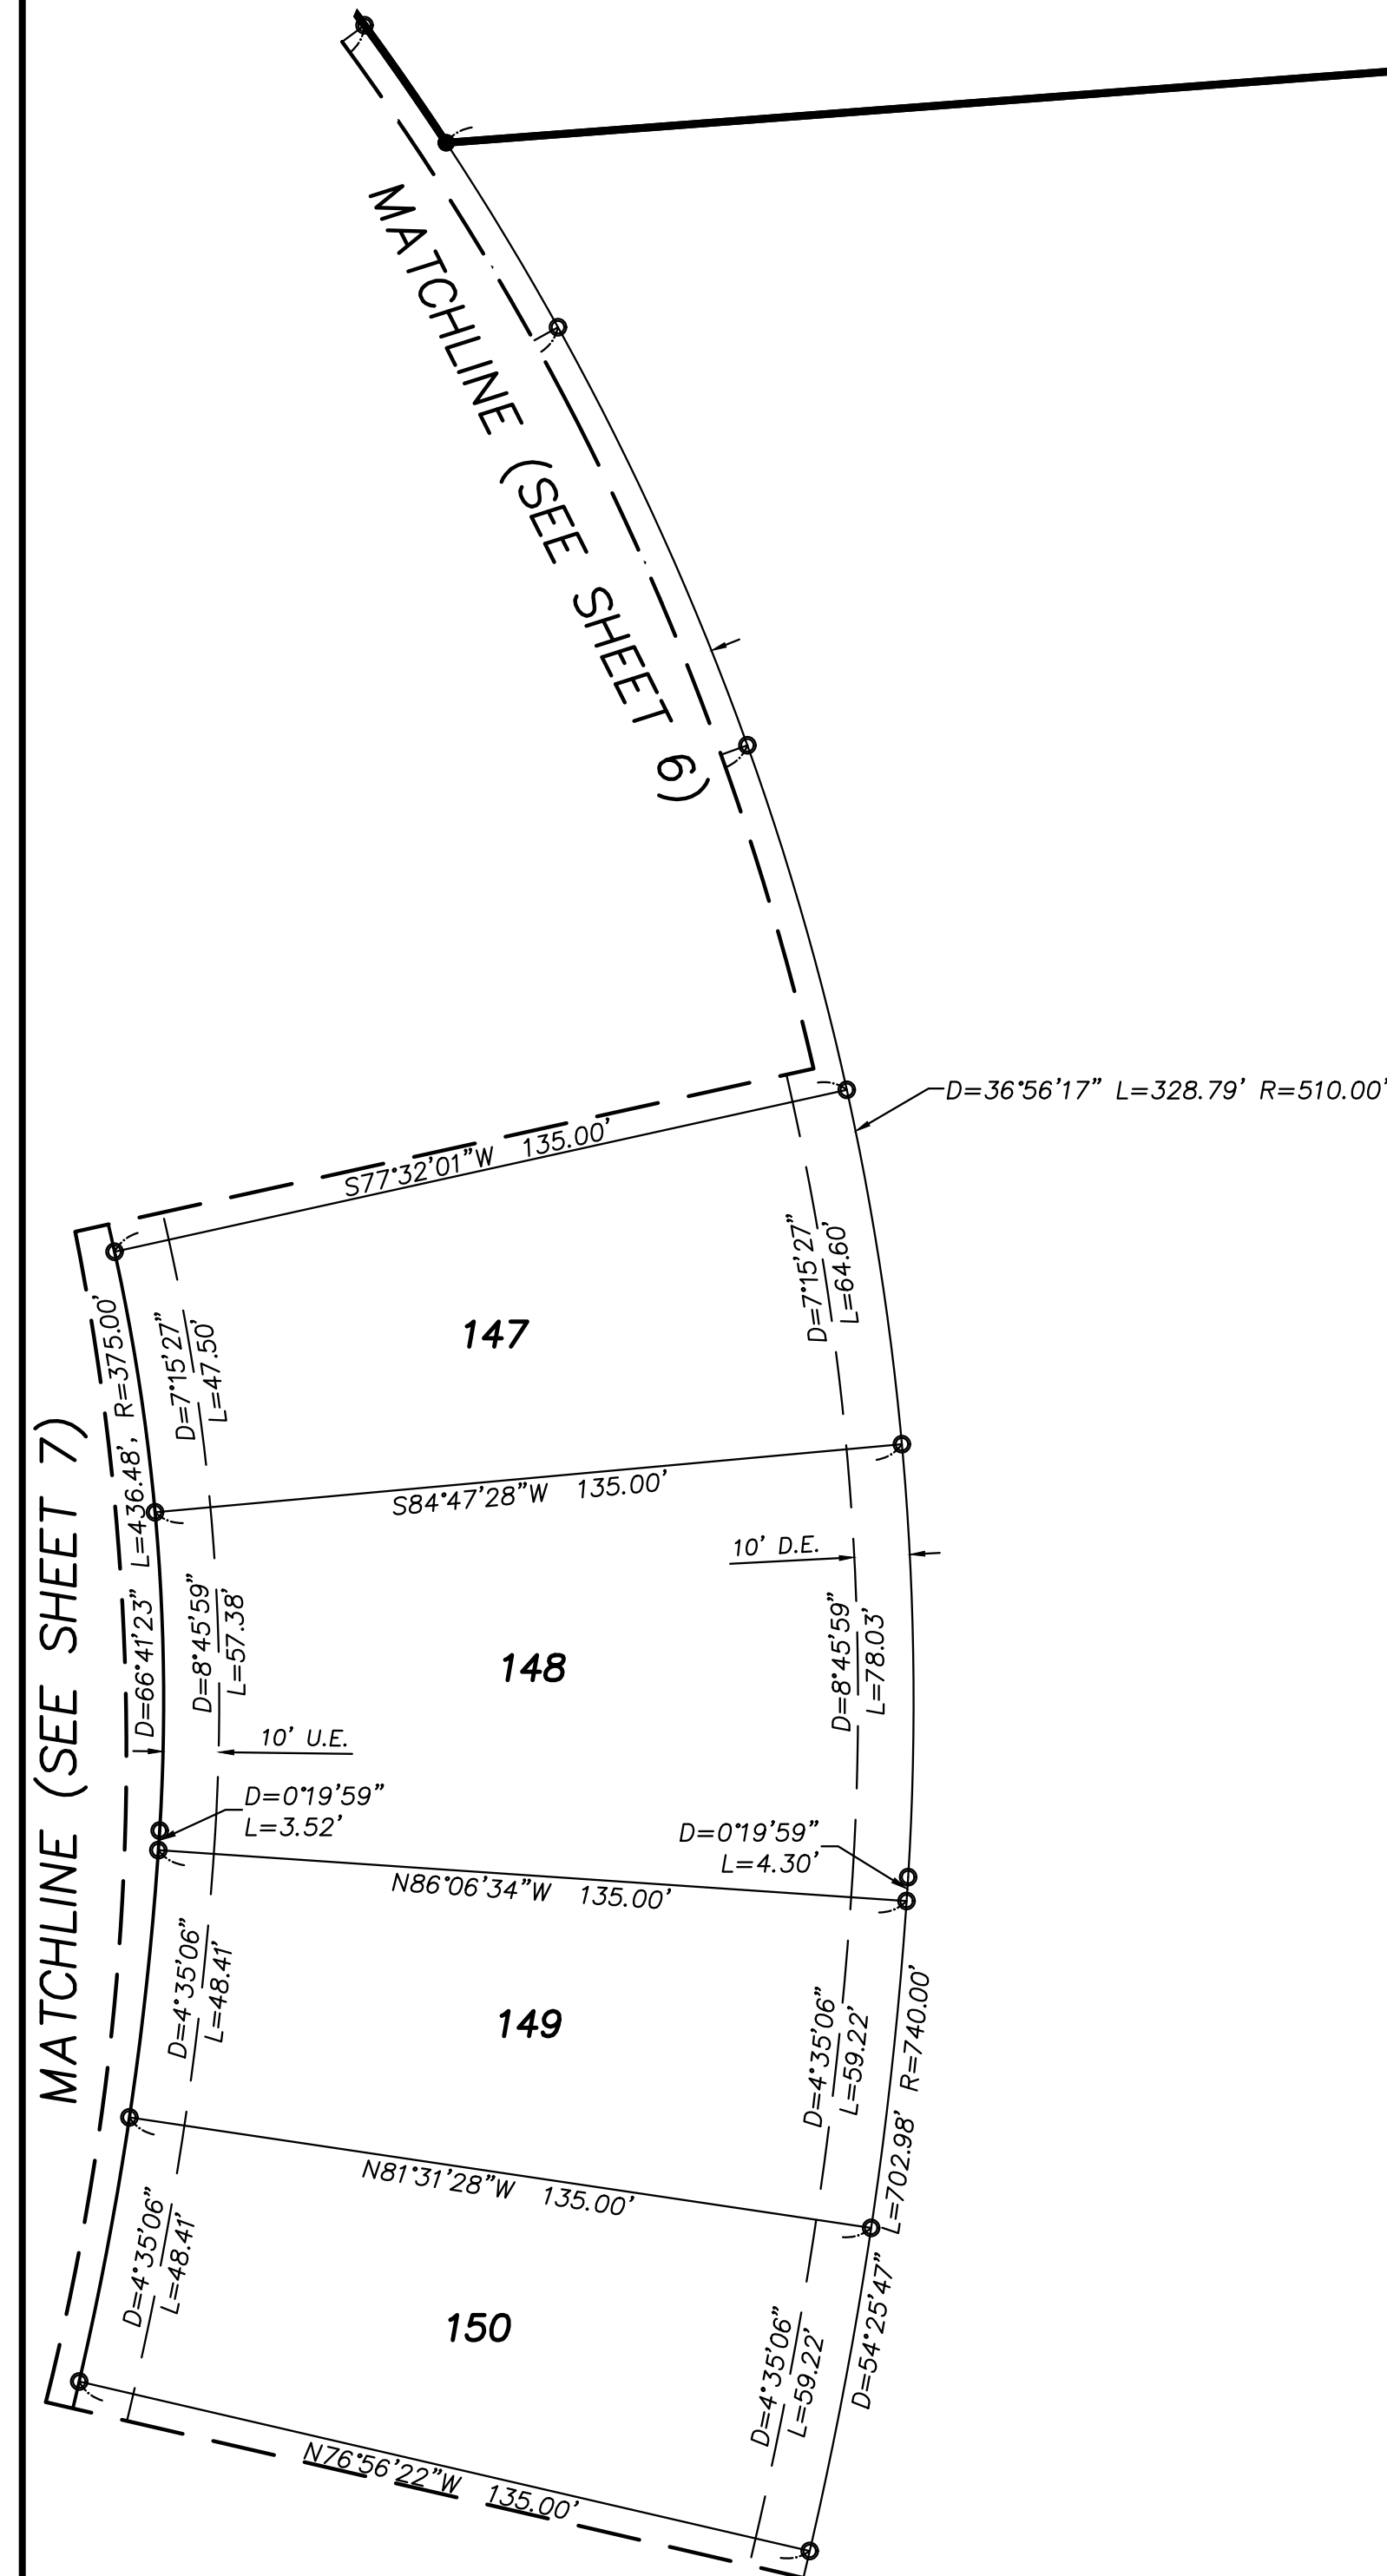 MATCHLINE (SEE SHEET 6)
D=36°56'17" L=328.79' R=510.00'
S77°32'01"W 135.00'
D=7°15'27"
L=64.60'
147
D=7°15'27"
L=47.50'
D=66°41'23" L=436.48', R=375.00'
MATCHLINE (SEE SHEET 7)
S84°47'28"W 135.00'
10' D.E.
D=8°45'59"
L=57.38'
148
D=8°45'59"
L=78.03'
10' U.E.
D=0°19'59"
L=3.52'
D=0°19'59"
L=4.30'
N86°06'34"W 135.00'
D=4°35'06"
L=48.41'
149
D=4°35'06"
L=59.22'
D=54°25'47" L=702.98' R=740.00'
N81°31'28"W 135.00'
D=4°35'06"
L=48.41'
150
D=4°35'06"
L=59.22'
N76°56'22"W 135.00'